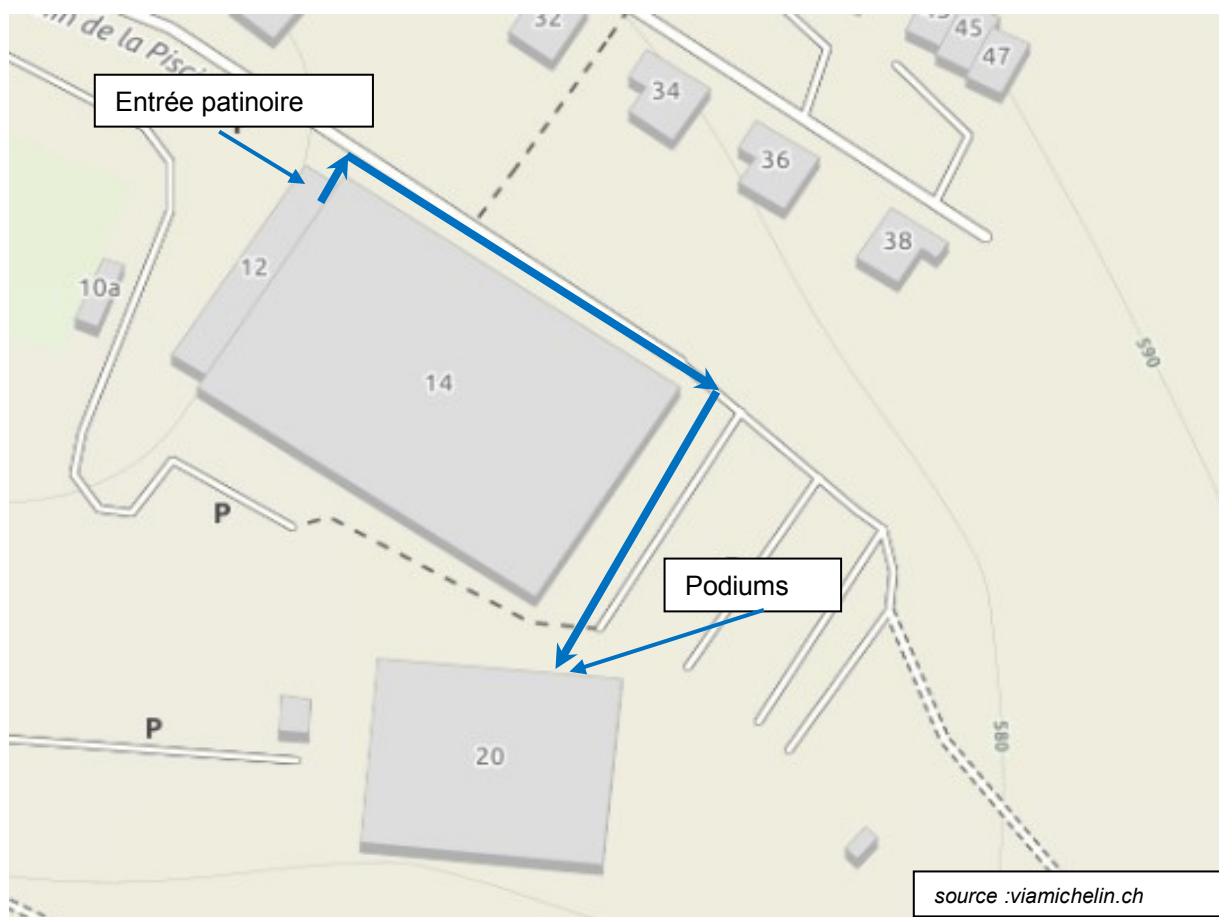 32
45
47
in de la Pisci
Entrée patinoire
34
36
38
12
10a
590
14
P
Podiums
P
20
580
source :viamichelin.ch